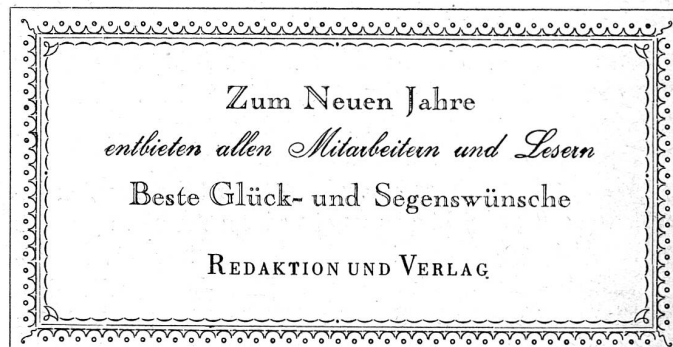 Zum Neuen Jahre
entbieten allen Mitarbeitern und Lesern
Beste Glück- und Segenswünsche
REDAKTION UND VERLAG